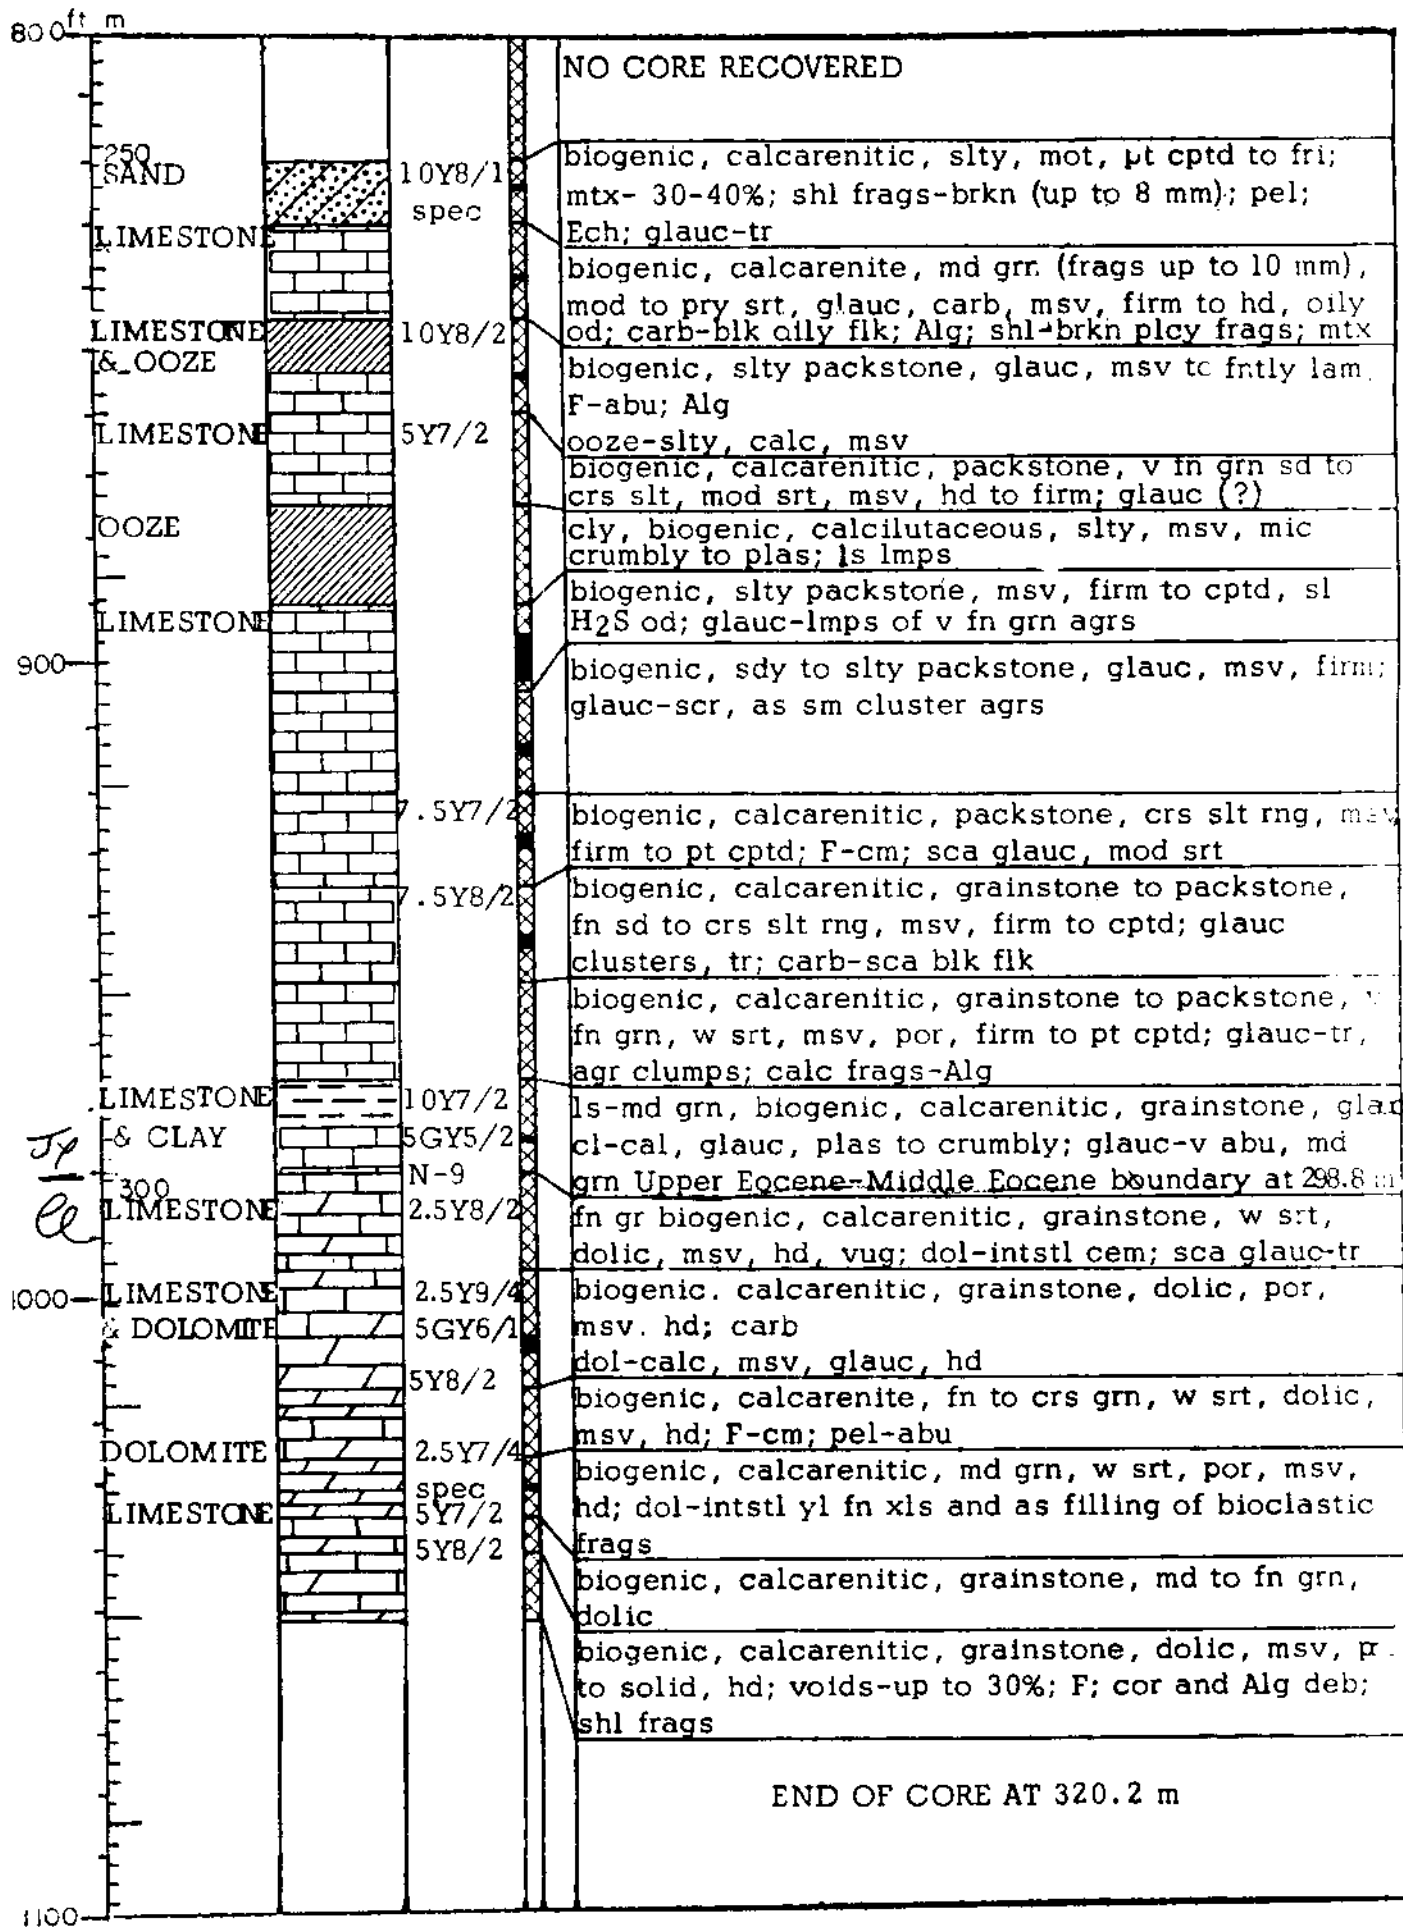 ft m
800
NO CORE RECOVERED
250
SAND
10Y8/1
spec
biogenic, calcarenitic, slty, mot, pt cptd to fri;
mtx- 30-40%; shl frags-brkn (up to 8 mm); pel;
Ech; glauc-tr
LIMESTONE
biogenic, calcarenite, md grn (frags up to 10 mm),
mod to pry srt, glauc, carb, msv, firm to hd, oily
od; carb-blk oily flk; Alg; shl-brkn plcy frags; mtx
LIMESTONE
& OOZE
10Y8/2
biogenic, slty packstone, glauc, msv to fntly lam
F-abu; Alg
ooze-slty, calc, msv
LIMESTONE
5Y7/2
biogenic, calcarenitic, packstone, v fn grn sd to
crs slt, mod srt, msv, hd to firm; glauc (?)
OOZE
cly, biogenic, calcilutaceous, slty, msv, mic
crumbly to plas; ls lmps
LIMESTONE
biogenic, slty packstone, msv, firm to cptd, sl
H2S od; glauc-lmps of v fn grn agrs
900
biogenic, sdy to slty packstone, glauc, msv, firm;
glauc-scr, as sm cluster agrs
7.5Y7/2
biogenic, calcarenitic, packstone, crs slt rng, msv
firm to pt cptd; F-cm; sca glauc, mod srt
7.5Y8/2
biogenic, calcarenitic, grainstone to packstone,
fn sd to crs slt rng, msv, firm to cptd; glauc
clusters, tr; carb-sca blk flk
biogenic, calcarenitic, grainstone to packstone, v
fn grn, w srt, msv, por, firm to pt cptd; glauc-tr,
agr clumps; calc frags-Alg
LIMESTONE
& CLAY
10Y7/2
5GY5/2
N-9
ls-md grn, biogenic, calcarenitic, grainstone, glauc
cl-cal, glauc, plas to crumbly; glauc-v abu, md
grn Upper Eocene-Middle Eocene boundary at 298.8 m
300
LIMESTONE
2.5Y8/2
fn gr biogenic, calcarenitic, grainstone, w srt,
dolic, msv, hd, vug; dol-intstl cem; sca glauc-tr
1000
LIMESTONE
& DOLOMITE
2.5Y9/4
5GY6/1
biogenic. calcarenitic, grainstone, dolic, por,
msv. hd; carb
dol-calc, msv, glauc, hd
5Y8/2
biogenic, calcarenite, fn to crs grn, w srt, dolic,
msv, hd; F-cm; pel-abu
DOLOMITE
2.5Y7/4
spec
biogenic, calcarenitic, md grn, w srt, por, msv,
hd; dol-intstl yl fn xls and as filling of bioclastic
frags
LIMESTONE
5Y7/2
5Y8/2
biogenic, calcarenitic, grainstone, md to fn grn,
dolic
biogenic, calcarenitic, grainstone, dolic, msv,
to solid, hd; voids-up to 30%; F; cor and Alg deb;
shl frags
END OF CORE AT 320.2 m
1100